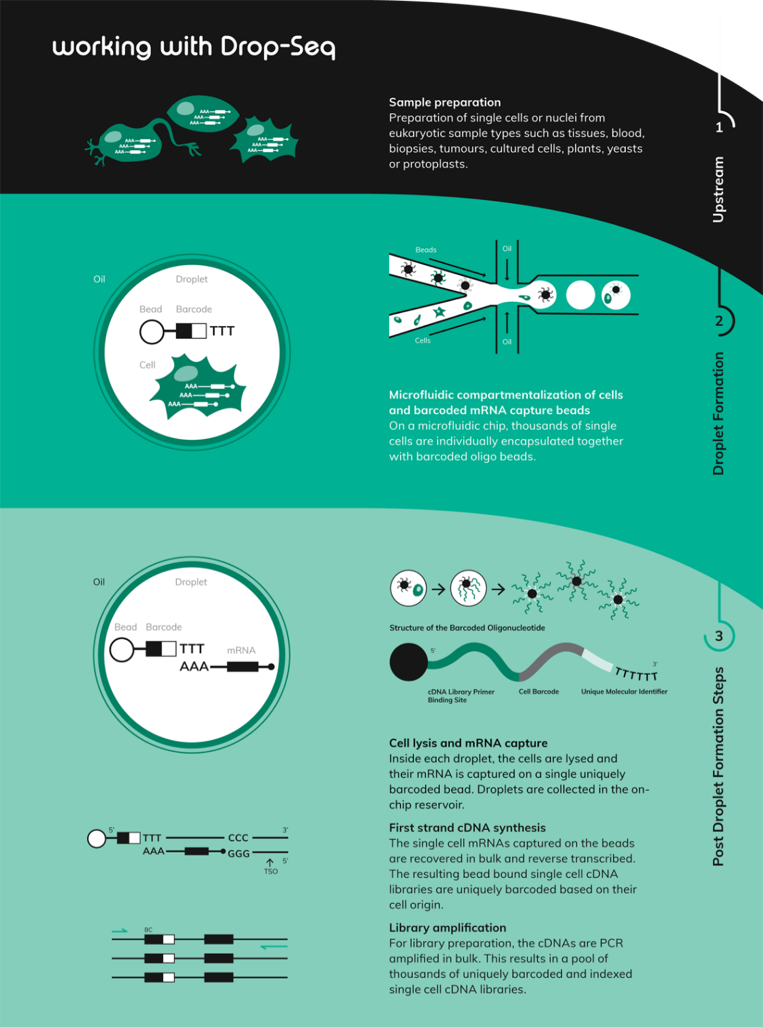 working with Drop-Seq
AAA
AAA
AAA
AAA
AAA
AAA
AAA
AAA
AAA
Sample preparation
Preparation of single cells or nuclei from
eukaryotic sample types such as tissues, blood,
biopsies, tumours, cultured cells, plants, yeasts
or protoplasts.
1
Upstream
Oil
Droplet
Bead Barcode
TTT
Cell
AAA
AAA
AAA
Beads
Oil
Cells
Oil
Microfluidic compartmentalization of cells
and barcoded mRNA capture beads
On a microfluidic chip, thousands of single
cells are individually encapsulated together
with barcoded oligo beads.
2
Droplet Formation
Oil
Droplet
Bead Barcode
TTT mRNA
AAA
Structure of the Barcoded Oligonucleotide
5'
3'
TTTTTT
cDNA Library Primer
Binding Site
Cell Barcode
Unique Molecular Identifier
3
Post Droplet Formation Steps
Cell lysis and mRNA capture
Inside each droplet, the cells are lysed and
their mRNA is captured on a single uniquely
barcoded bead. Droplets are collected in the on-
chip reservoir.
5' 3'
TTT CCC
AAA GGG
5'
TSO
First strand cDNA synthesis
The single cell mRNAs captured on the beads
are recovered in bulk and reverse transcribed.
The resulting bead bound single cell cDNA
libraries are uniquely barcoded based on their
cell origin.
BC
Library amplification
For library preparation, the cDNAs are PCR
amplified in bulk. This results in a pool of
thousands of uniquely barcoded and indexed
single cell cDNA libraries.